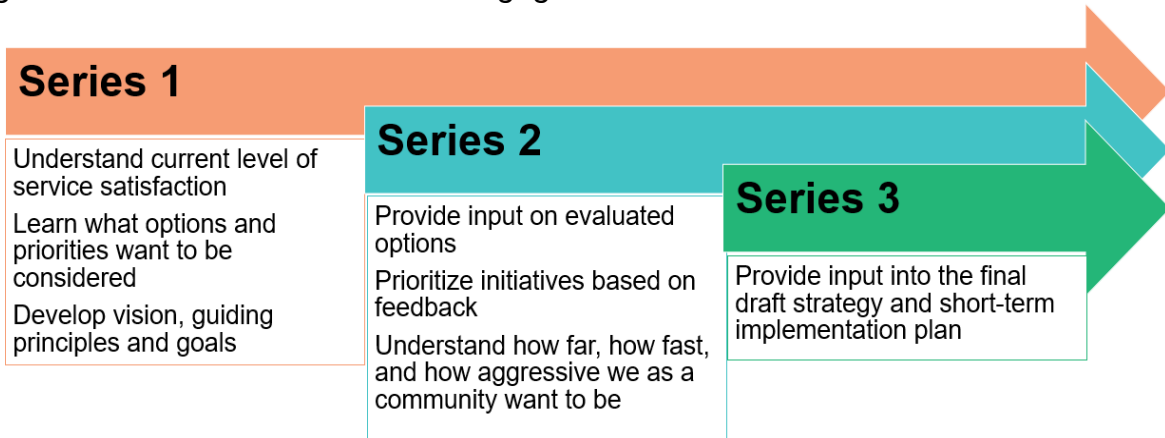 Series 1
Understand current level of
service satisfaction
Learn what options and
priorities want to be
considered
Develop vision, guiding
principles and goals
Series 2
Provide input on evaluated
options
Prioritize initiatives based on
feedback
Understand how far, how fast,
and how aggressive we as a
community want to be
Series 3
Provide input into the final
draft strategy and short-term
implementation plan